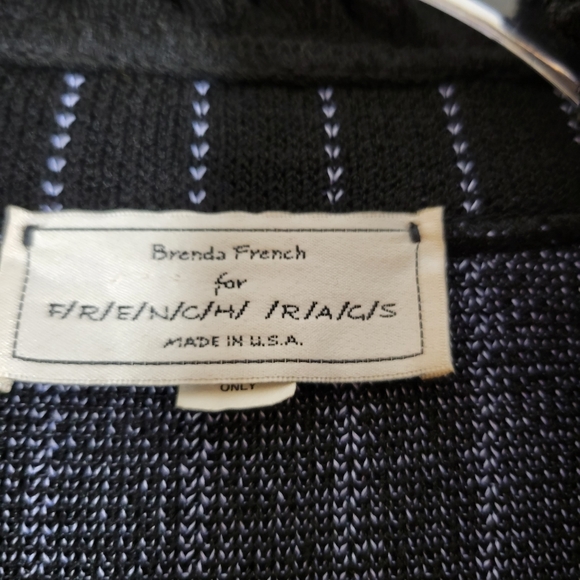 Brenda French
for
F/R/E/N/C/H/ /R/A/G/S
MADE IN U.S.A.
ONLY